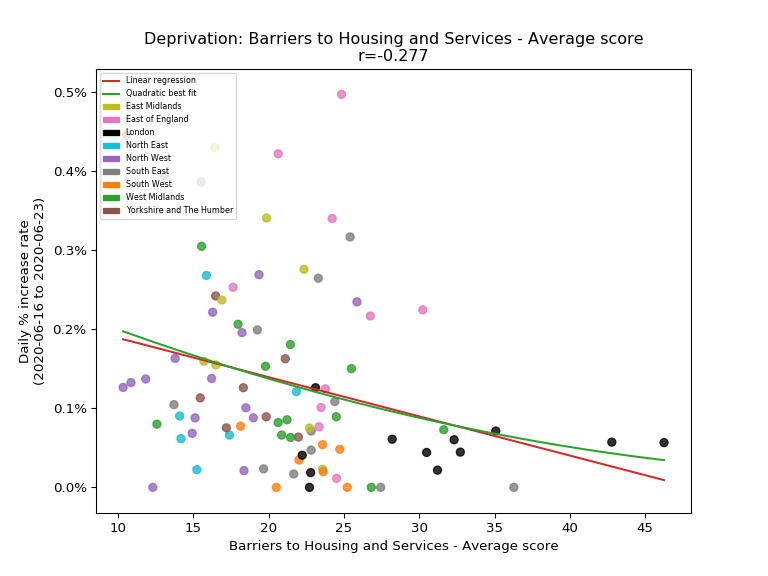 Deprivation: Barriers to Housing and Services - Average score
r=-0.277
Linear regression
Quadratic best fit
East Midlands
East of England
London
North East
North West
South East
South West
West Midlands
Yorkshire and The Humber
0.5%
0.4%
0.3%
0.2%
0.1%
0.0%
Daily % increase rate
(2020-06-16 to 2020-06-23)
10 15 20 25 30 35 40 45
Barriers to Housing and Services - Average score